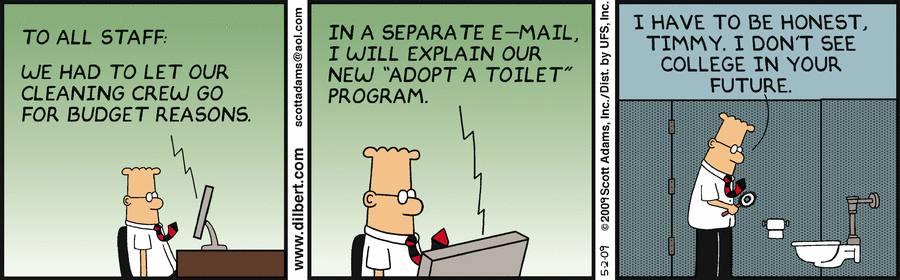 TO ALL STAFF:
WE HAD TO LET OUR
CLEANING CREW GO
FOR BUDGET REASONS.
scottadams@aol.com
www.dilbert.com
IN A SEPARATE E-MAIL,
I WILL EXPLAIN OUR
NEW "ADOPT A TOILET"
PROGRAM.
5-2-09 ©2009 Scott Adams, Inc./Dist. by UFS, Inc.
I HAVE TO BE HONEST,
TIMMY. I DON'T SEE
COLLEGE IN YOUR
FUTURE.